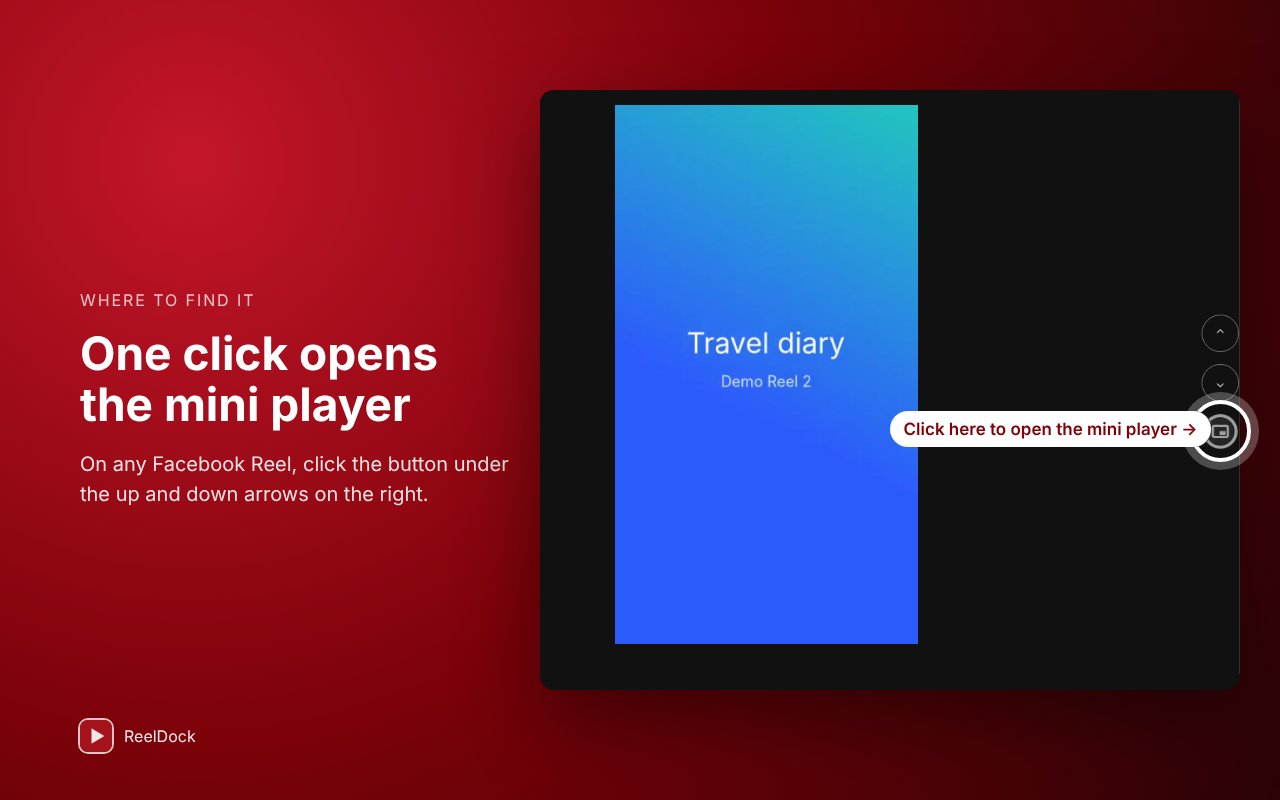 WHERE TO FIND IT
One click opens
the mini player
On any Facebook Reel, click the button under
the up and down arrows on the right.
Travel diary
Demo Reel 2
Click here to open the mini player →
ReelDock